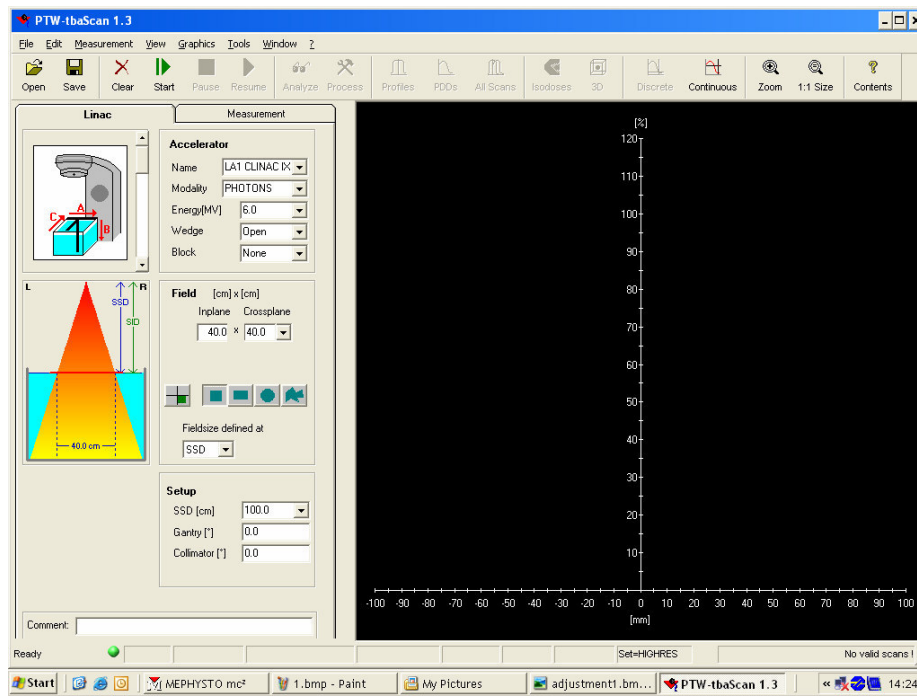 PTW-tbaScan 1.3
File Edit Measurement View Graphics Tools Window ?
Open Save Clear Start Pause Resume Analyze Process Profiles PDDs All Scans Isodoses 3D Discrete Continuous Zoom 1:1 Size Contents
Linac Measurement
A
C
B
Accelerator
Name LA1 CLINAC IX
Modality PHOTONS
Energy[MV] 6.0
Wedge Open
Block None
L R
SSD
SID
40.0 cm
Field [cm] x [cm]
Inplane Crossplane
40.0 x 40.0
Fieldsize defined at
SSD
Setup
SSD [cm] 100.0
Gantry [°] 0.0
Collimator [°] 0.0
Comment:
[%]
120
110
100
90
80
70
60
50
40
30
20
10
-100 -90 -80 -70 -60 -50 -40 -30 -20 -10 0 10 20 30 40 50 60 70 80 90 100
[mm]
Ready Set=HIGHRES No valid scans !
Start MEPHYSTO mc² 1.bmp - Paint My Pictures adjustment1.bm... PTW-tbaScan 1.3 « 14:24